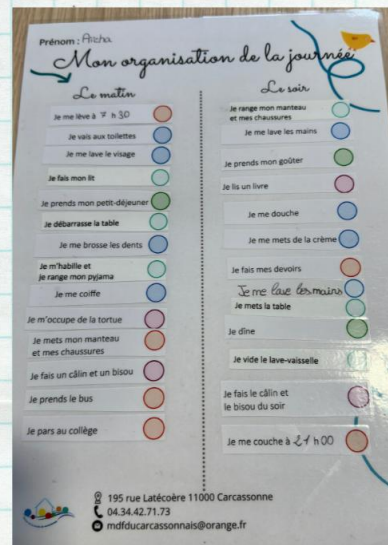 Prénom : Aïcha
Mon organisation de la journée
Le matin
Je me lève à 7 h 30
Je vais aux toilettes
Je me lave le visage
Je fais mon lit
Je prends mon petit-déjeuner
Je débarrasse la table
Je me brosse les dents
Je m'habille et
je range mon pyjama
Je me coiffe
Je m'occupe de la tortue
Je mets mon manteau
et mes chaussures
Je fais un câlin et un bisou
Je prends le bus
Je pars au collège
Le soir
Je range mon manteau
et mes chaussures
Je me lave les mains
Je prends mon goûter
Je lis un livre
Je me douche
Je me mets de la crème
Je fais mes devoirs
Je me lave les mains
Je mets la table
Je dîne
Je vide le lave-vaisselle
Je fais le câlin et
le bisou du soir
Je me couche à 21 h 00
195 rue Latécoère 11000 Carcassonne
04.34.42.71.73
mdfducarcassonnais@orange.fr